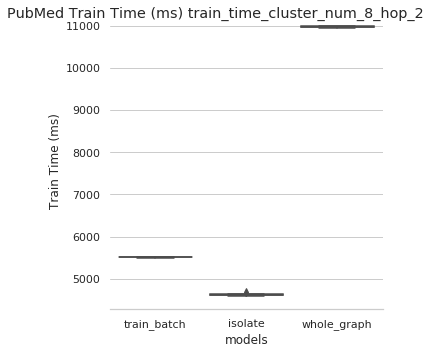 PubMed Train Time (ms) train_time_cluster_num_8_hop_2
11000
10000
9000
8000
7000
6000
5000
Train Time (ms)
train_batch isolate whole_graph
models